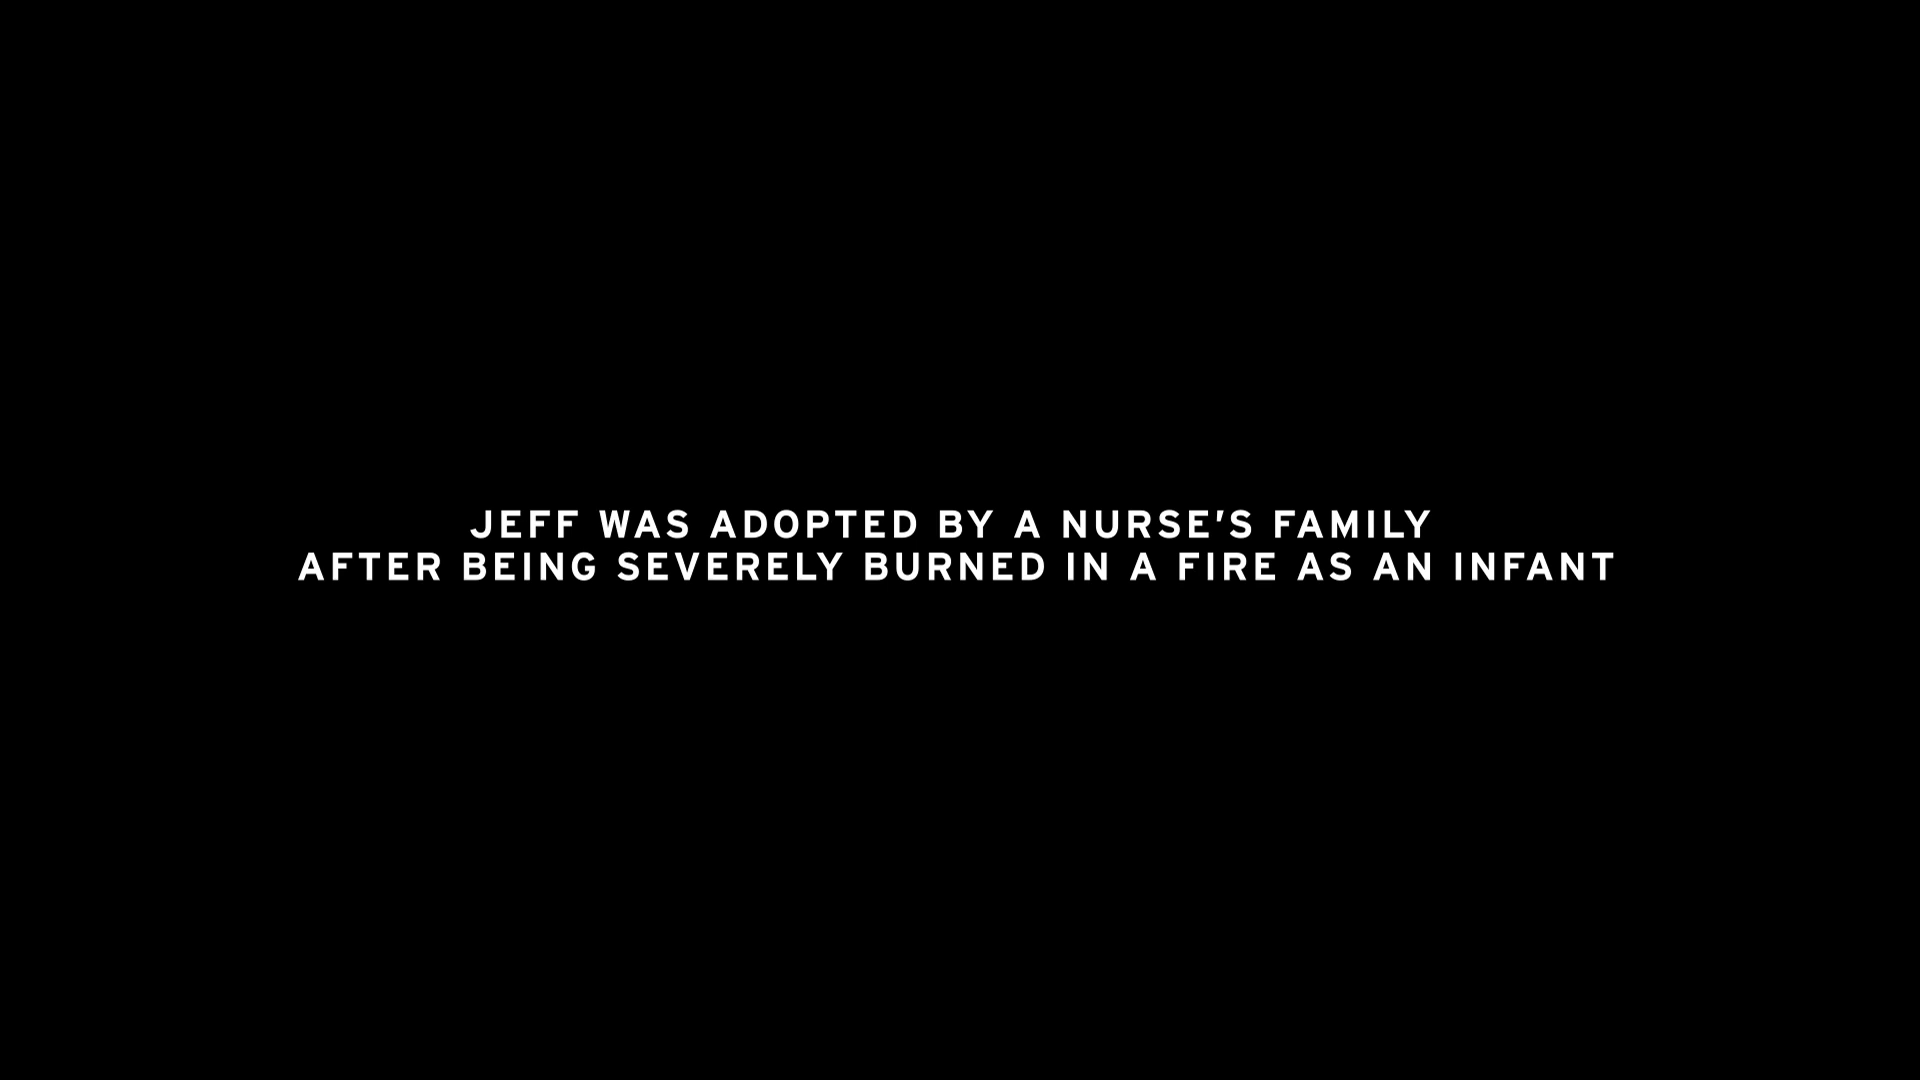 JEFF WAS ADOPTED BY A NURSE'S FAMILY
AFTER BEING SEVERELY BURNED IN A FIRE AS AN INFANT